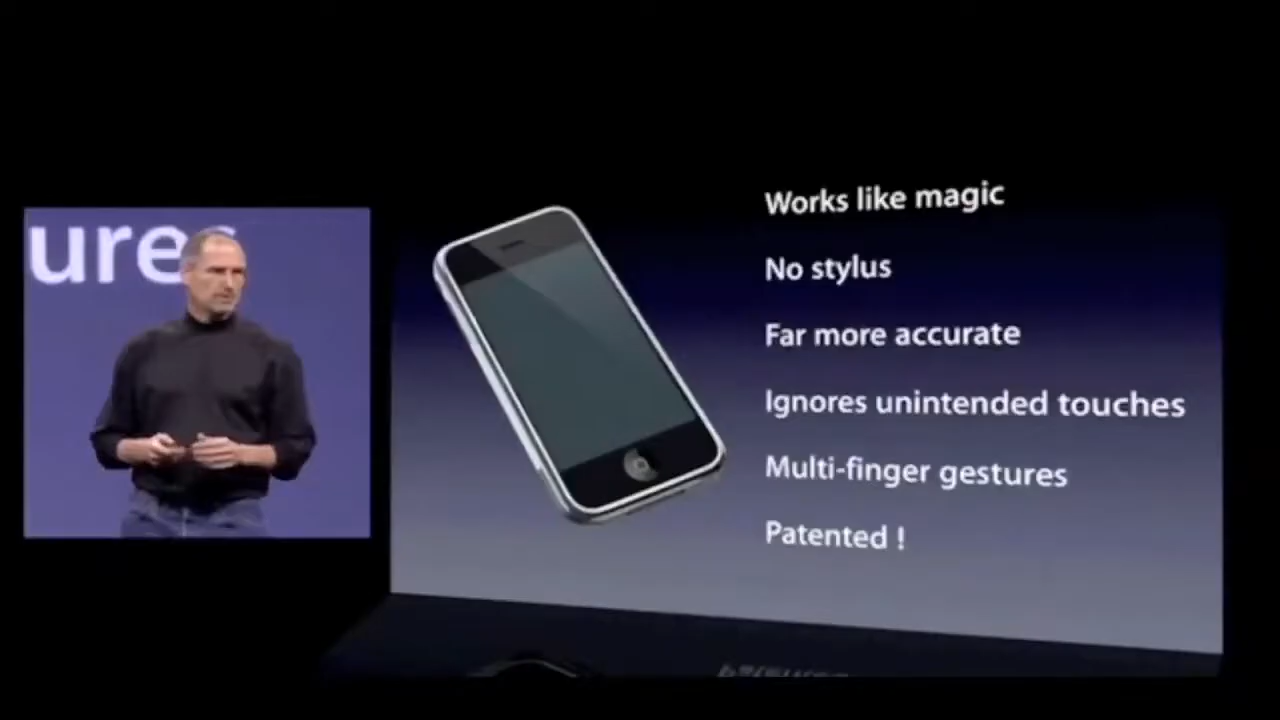 ures
Works like magic
No stylus
Far more accurate
Ignores unintended touches
Multi-finger gestures
Patented !